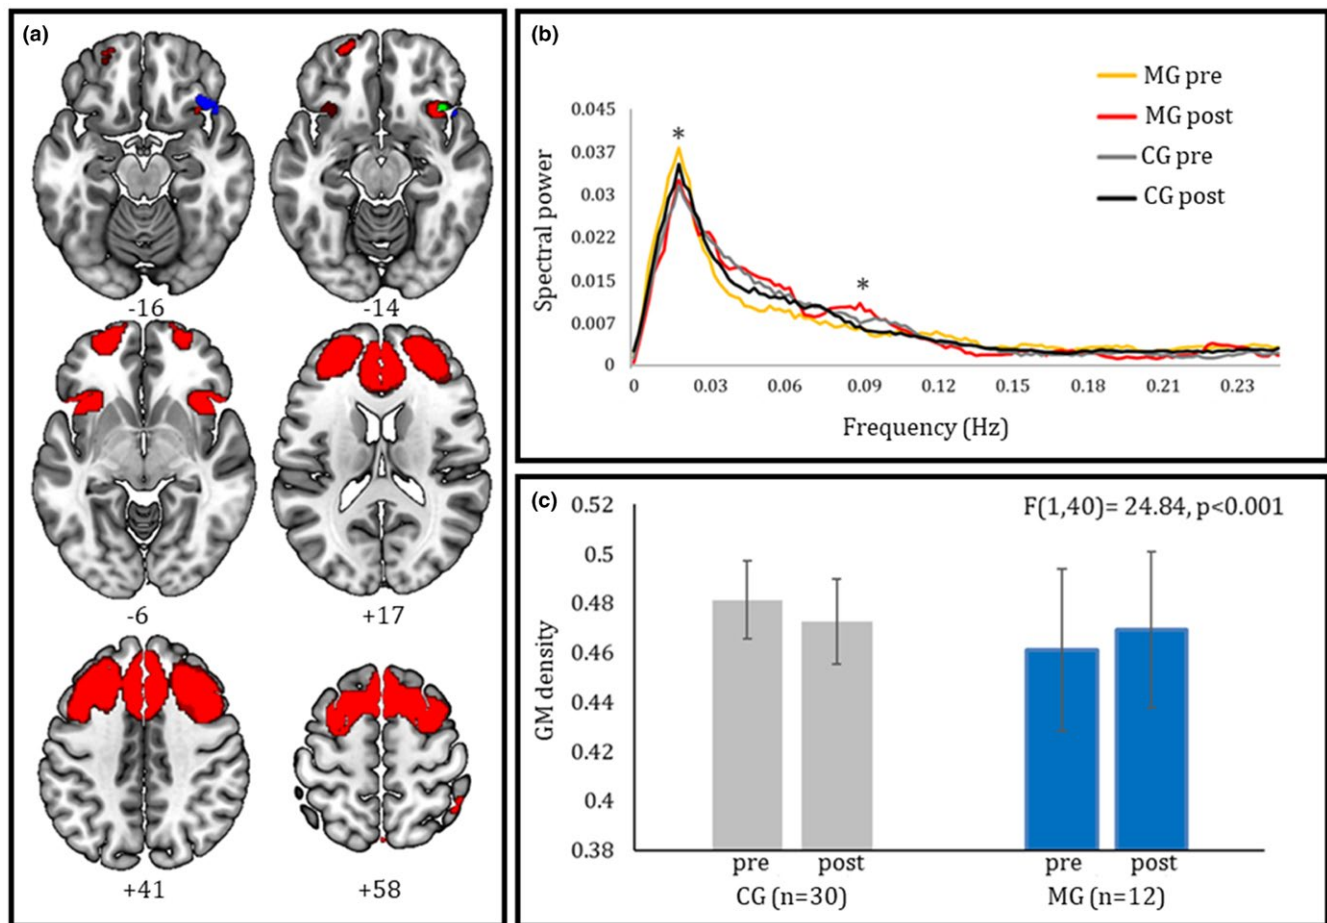 (a)
-16
-14
-6
+17
+41
+58
(b)
MG pre
MG post
CG pre
CG post
Spectral power
0.045
0.037
0.03
0.022
0.015
0.007
0
*
*
0 0.03 0.06 0.09 0.12 0.15 0.18 0.21 0.23
Frequency (Hz)
(c)
F(1,40)= 24.84, p<0.001
GM density
0.52
0.5
0.48
0.46
0.44
0.42
0.4
0.38
pre post pre post
CG (n=30) MG (n=12)